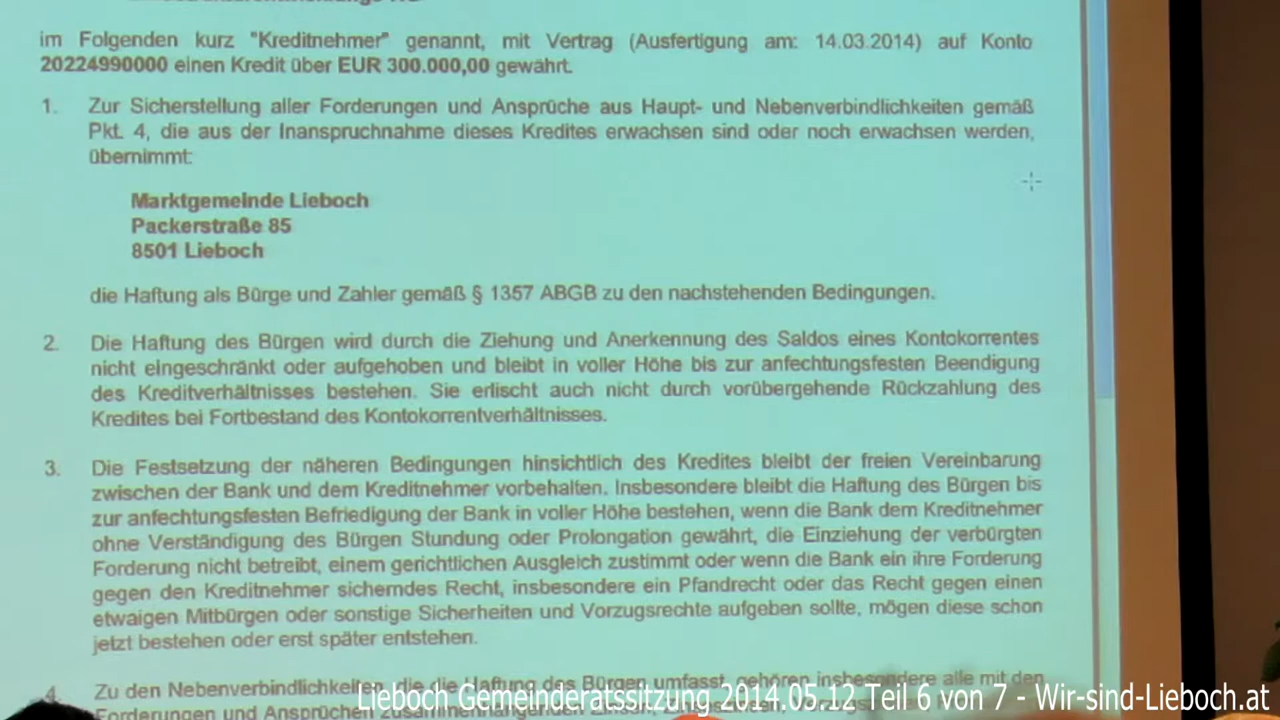 im Folgenden kurz "Kreditnehmer" genannt, mit Vertrag (Ausfertigung am: 14.03.2014) auf Konto
20224990000 einen Kredit über EUR 300.000,00 gewährt.
1. Zur Sicherstellung aller Forderungen und Ansprüche aus Haupt- und Nebenverbindlichkeiten gemäß
Pkt. 4, die aus der Inanspruchnahme dieses Kredites erwachsen sind oder noch erwachsen werden,
übernimmt:
Marktgemeinde Lieboch
Packerstraße 85
8501 Lieboch
die Haftung als Bürge und Zahler gemäß § 1357 ABGB zu den nachstehenden Bedingungen.
2. Die Haftung des Bürgen wird durch die Ziehung und Anerkennung des Saldos eines Kontokorrentes
nicht eingeschränkt oder aufgehoben und bleibt in voller Höhe bis zur anfechtungsfesten Beendigung
des Kreditverhältnisses bestehen. Sie erlischt auch nicht durch vorübergehende Rückzahlung des
Kredites bei Fortbestand des Kontokorrentverhältnisses.
3. Die Festsetzung der näheren Bedingungen hinsichtlich des Kredites bleibt der freien Vereinbarung
zwischen der Bank und dem Kreditnehmer vorbehalten. Insbesondere bleibt die Haftung des Bürgen bis
zur anfechtungsfesten Befriedigung der Bank in voller Höhe bestehen, wenn die Bank dem Kreditnehmer
ohne Verständigung des Bürgen Stundung oder Prolongation gewährt, die Einziehung der verbürgten
Forderung nicht betreibt, einem gerichtlichen Ausgleich zustimmt oder wenn die Bank ein ihre Forderung
gegen den Kreditnehmer sicherndes Recht, insbesondere ein Pfandrecht oder das Recht gegen einen
etwaigen Mitbürgen oder sonstige Sicherheiten und Vorzugsrechte aufgeben sollte, mögen diese schon
jetzt bestehen oder erst später entstehen.
4. Zu den Nebenverbindlichkeiten, die die Haftung des Bürgen umfasst, gehören insbesondere alle mit den
Forderungen und Ansprüchen zusammenhängenden Zinsen,
Lieboch Gemeinderatssitzung 2014.05.12 Teil 6 von 7 - Wir-sind-Lieboch.at